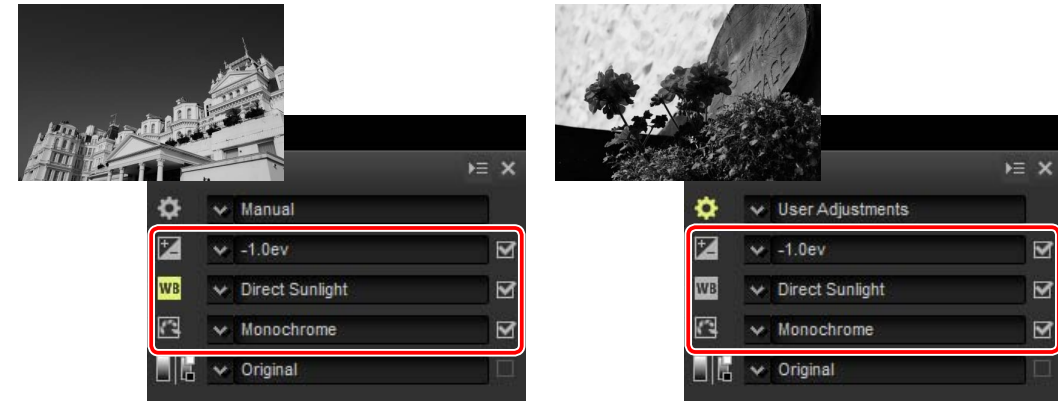 Manual
-1.0ev
WB Direct Sunlight
Monochrome
Original
User Adjustments
-1.0ev
WB Direct Sunlight
Monochrome
Original